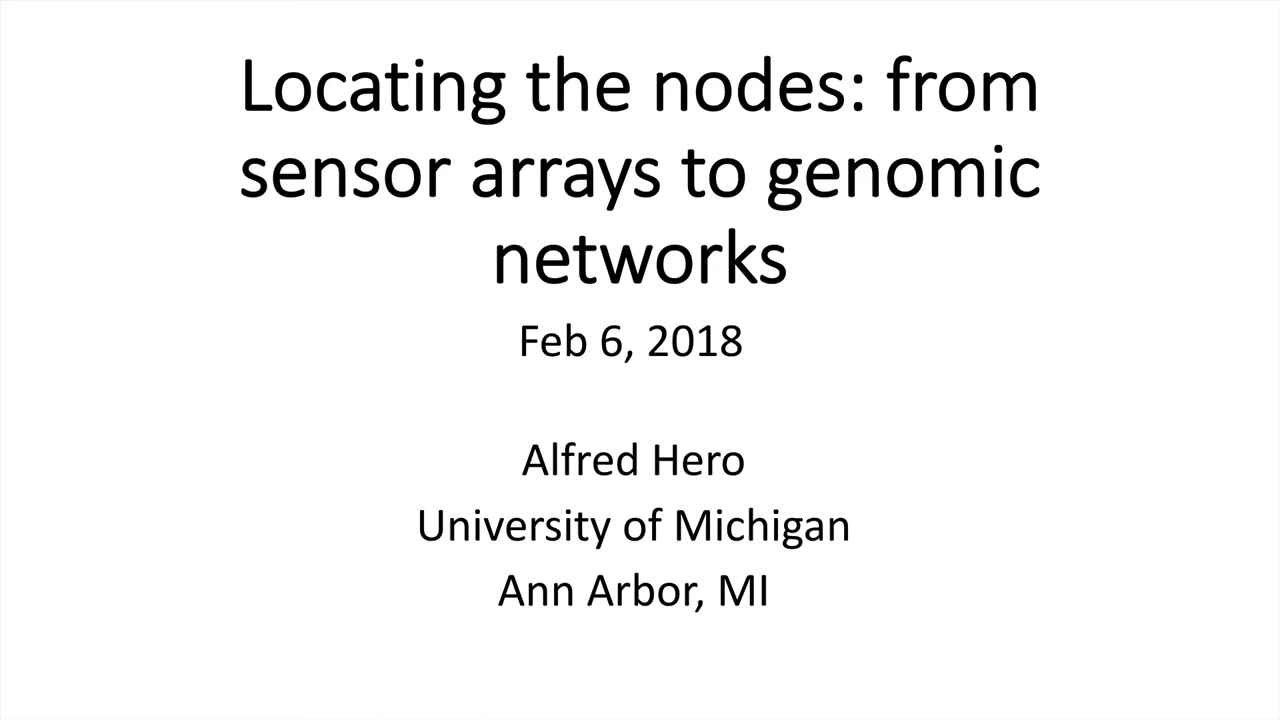 Locating the nodes: from
sensor arrays to genomic
networks
Feb 6, 2018
Alfred Hero
University of Michigan
Ann Arbor, MI